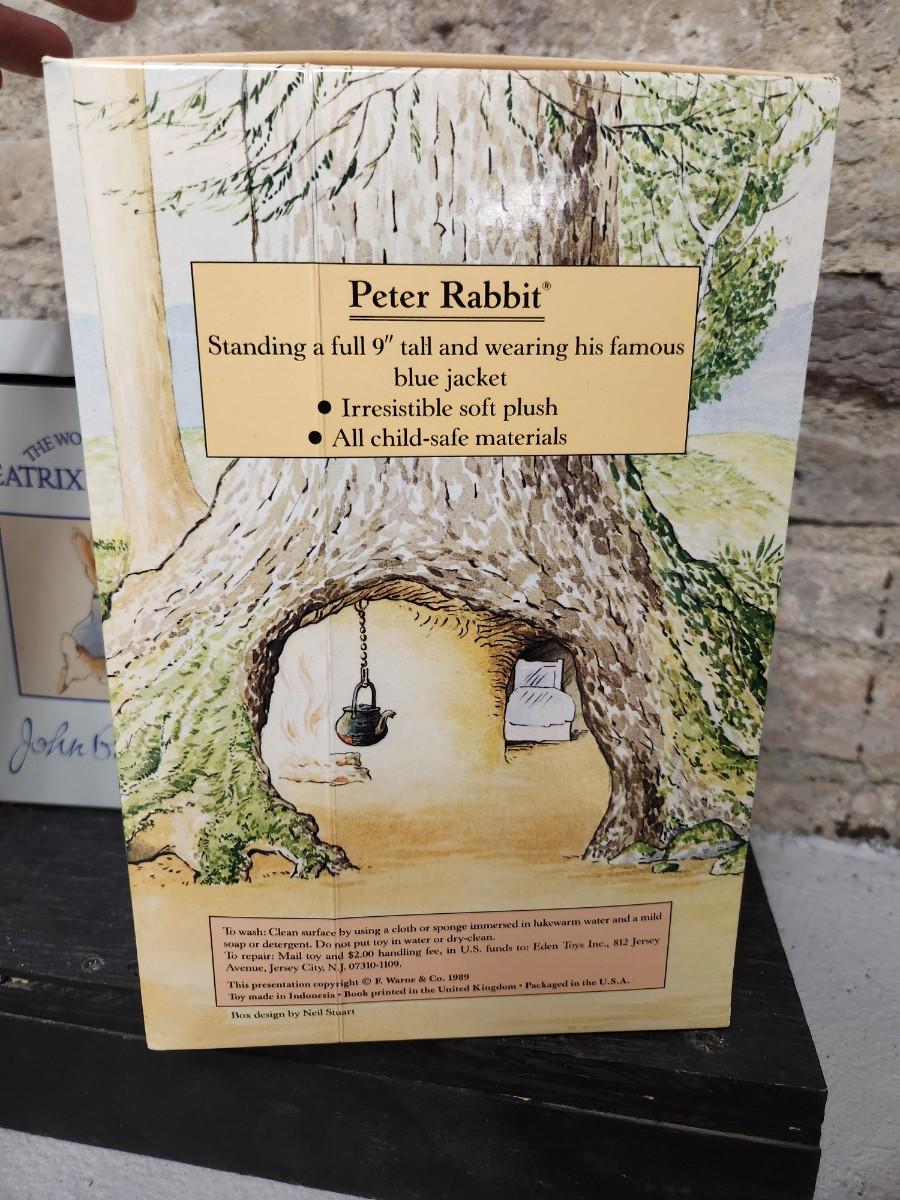 Peter Rabbit®
Standing a full 9" tall and wearing his famous
blue jacket
● Irresistible soft plush
● All child-safe materials
THE WO
EATRIX
John B
To wash: Clean surface by using a cloth or sponge immersed in lukewarm water and a mild
soap or detergent. Do not put toy in water or dry-clean.
To repair: Mail toy and $2.00 handling fee, in U.S. funds to: Eden Toys Inc., 812 Jersey
Avenue, Jersey City, N.J. 07310-1109.
This presentation copyright © F. Warne & Co. 1989
Toy made in Indonesia • Book printed in the United Kingdom • Packaged in the U.S.A.
Box design by Neil Stuart